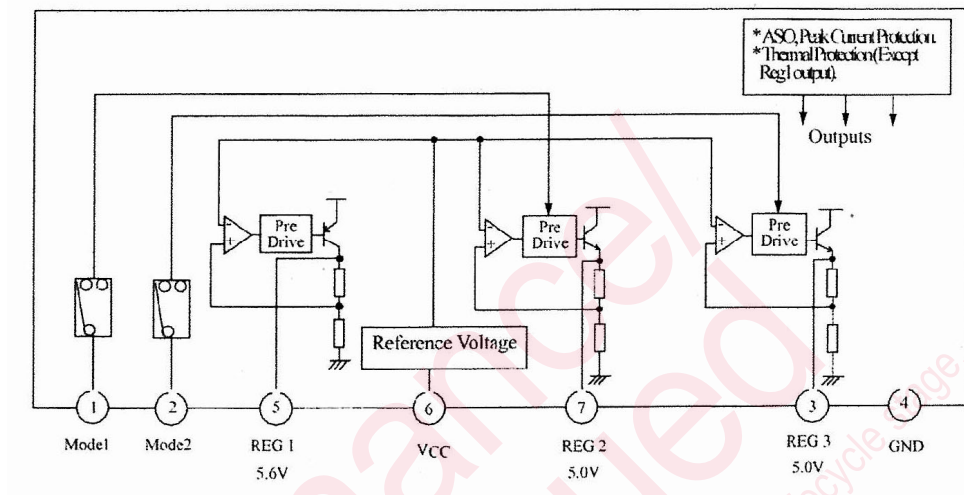 * ASO, Peak Current Protection.
* Thermal Protection(Except
Reg1 output).
Outputs
Pre
Drive
Pre
Drive
Pre
Drive
Reference Voltage
1
2
5
6
7
3
4
Mode1
Mode2
REG 1
VCC
REG 2
REG 3
GND
5.6V
5.0V
5.0V